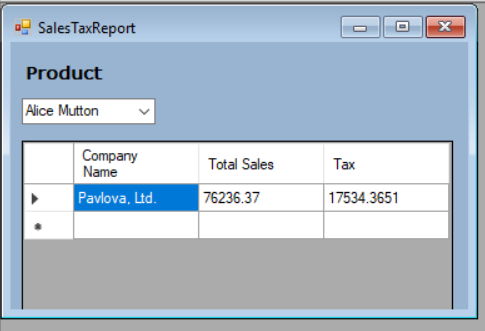 SalesTaxReport
Product
Alice Mutton
Company
Name
Total Sales
Tax
Pavlova, Ltd.
76236.37
17534.3651